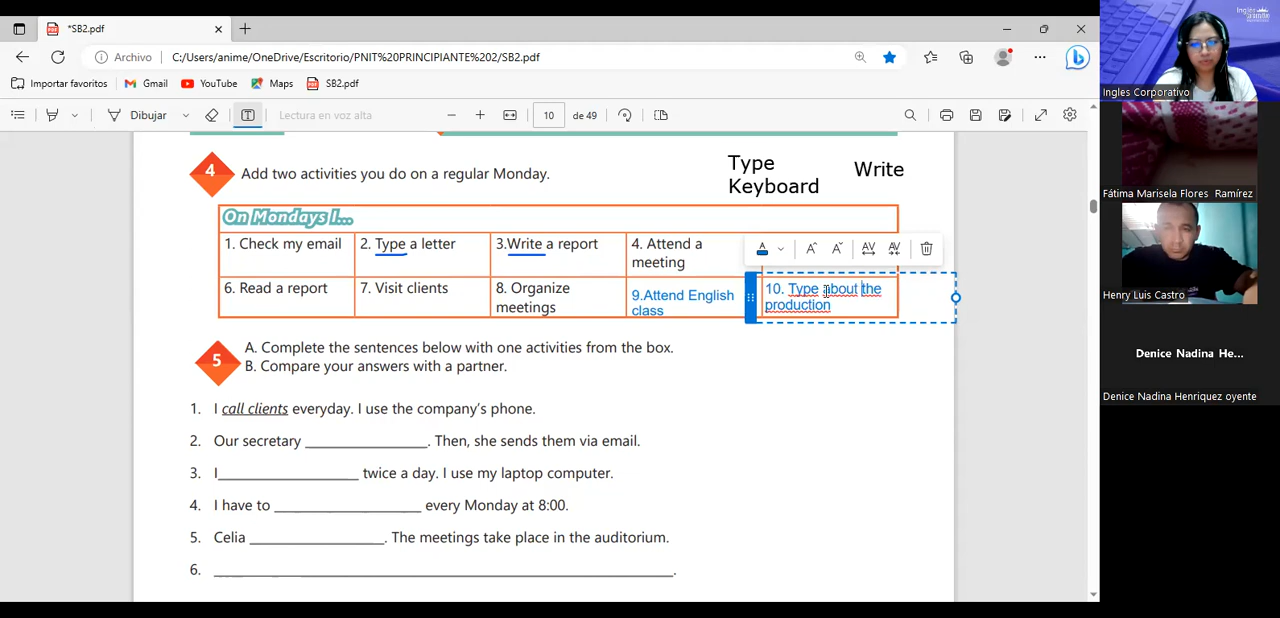 *SB2.pdf
Archivo
C:/Users/anime/OneDrive/Escritorio/PNIT%20PRINCIPIANTE%202/SB2.pdf
Importar favoritos
Gmail
YouTube
Maps
SB2.pdf
Dibujar
Lectura en voz alta
10
de 49
4
Add two activities you do on a regular Monday.
Type
Keyboard
Write
On Mondays I...
1. Check my email
2. Type a letter
3.Write a report
4. Attend a
meeting
6. Read a report
7. Visit clients
8. Organize
meetings
9.Attend English
class
10. Type about the
production
5
A. Complete the sentences below with one activities from the box.
B. Compare your answers with a partner.
1. I call clients everyday. I use the company's phone.
2. Our secretary ________________. Then, she sends them via email.
3. I__________________ twice a day. I use my laptop computer.
4. I have to ___________________ every Monday at 8:00.
5. Celia _________________. The meetings take place in the auditorium.
6. ____________________________________________________________.
Ingles Corporativo
Fátima Marisela Flores Ramírez
Henry Luis Castro
Denice Nadina He...
Denice Nadina Henriquez oyente